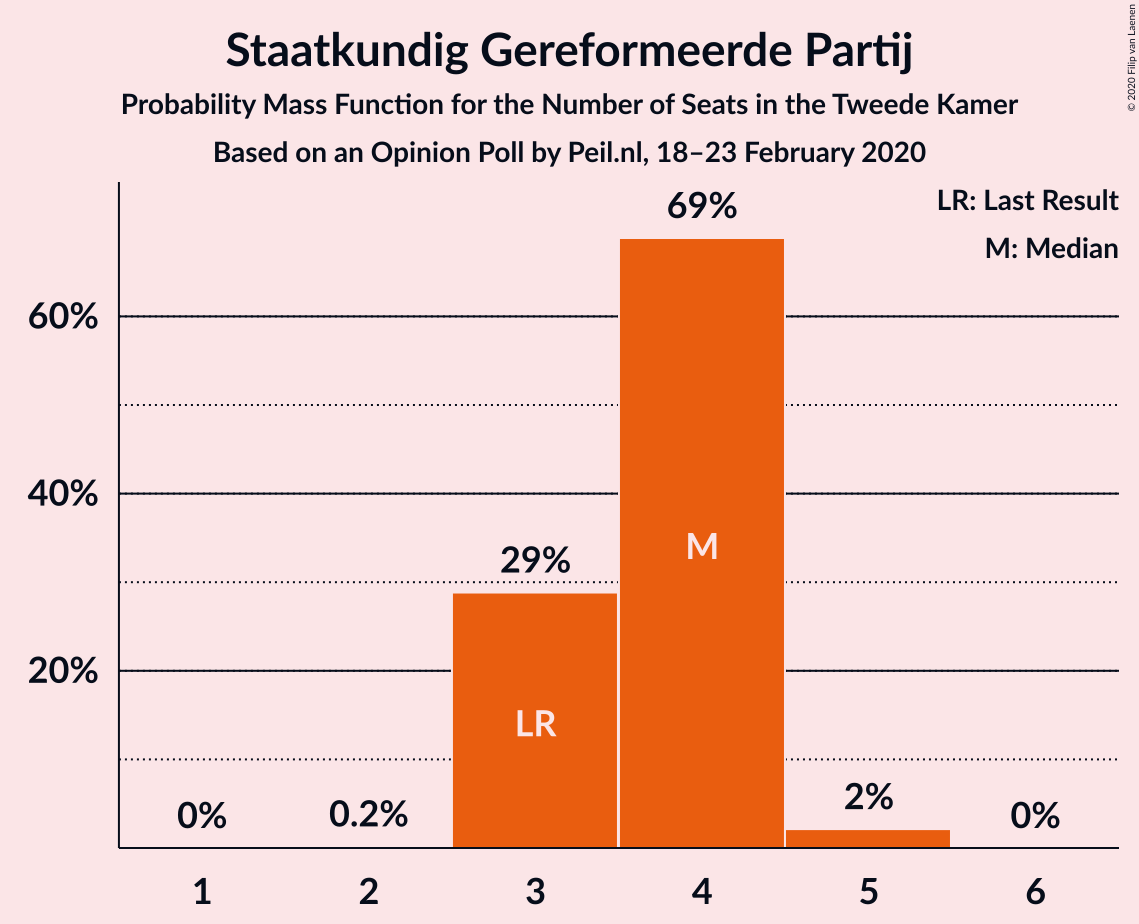 Staatkundig Gereformeerde Partij
Probability Mass Function for the Number of Seats in the Tweede Kamer
Based on an Opinion Poll by Peil.nl, 18–23 February 2020
© 2020 Filip van Laenen
LR: Last Result
M: Median
69%
60%
40%
M
29%
20%
LR
2%
0%
0.2%
0%
1 2 3 4 5 6